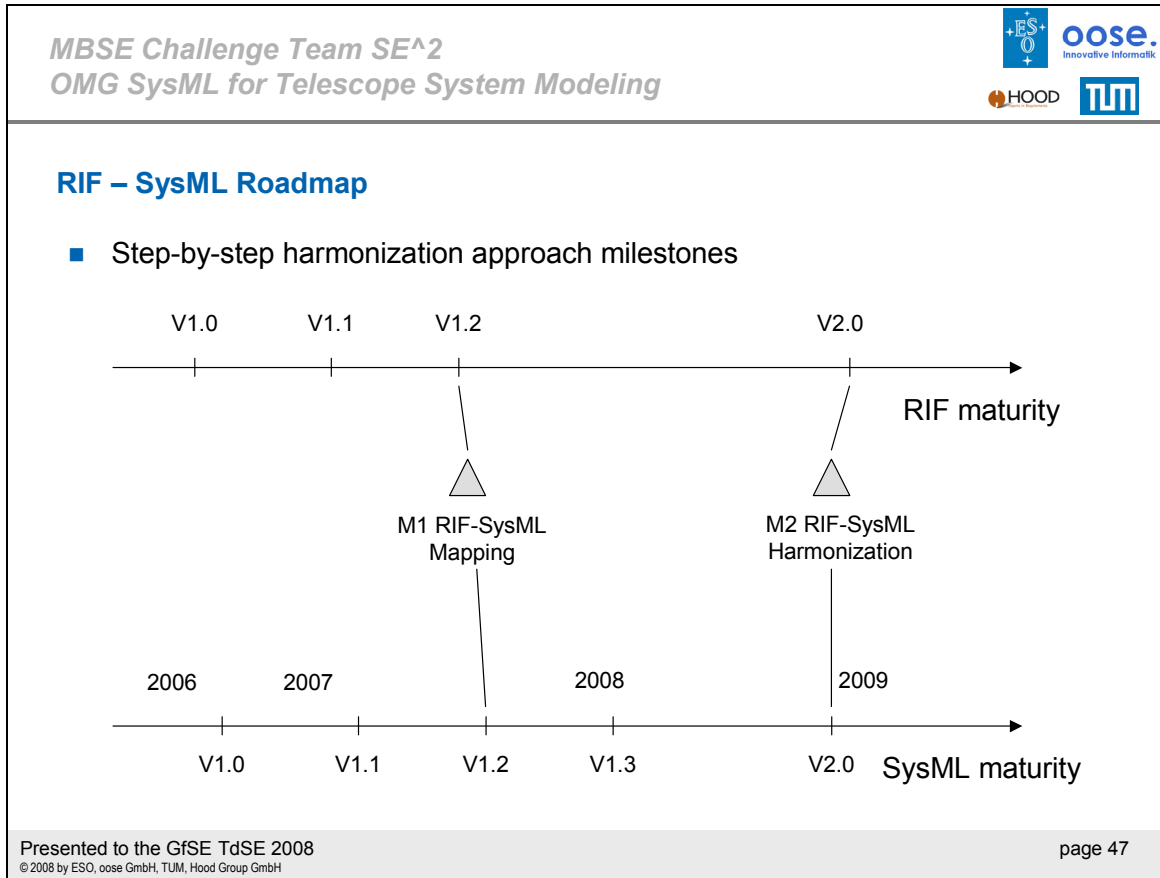 MBSE Challenge Team SE^2
OMG SysML for Telescope System Modeling
ES
O
oose.
Innovative Informatik
HOOD
TUM
RIF – SysML Roadmap
Step-by-step harmonization approach milestones
V1.0 V1.1 V1.2 V2.0
RIF maturity
M1 RIF-SysML
Mapping
M2 RIF-SysML
Harmonization
2006 2007 2008 2009
V1.0 V1.1 V1.2 V1.3 V2.0
SysML maturity
Presented to the GfSE TdSE 2008
page 47
© 2008 by ESO, oose GmbH, TUM, Hood Group GmbH